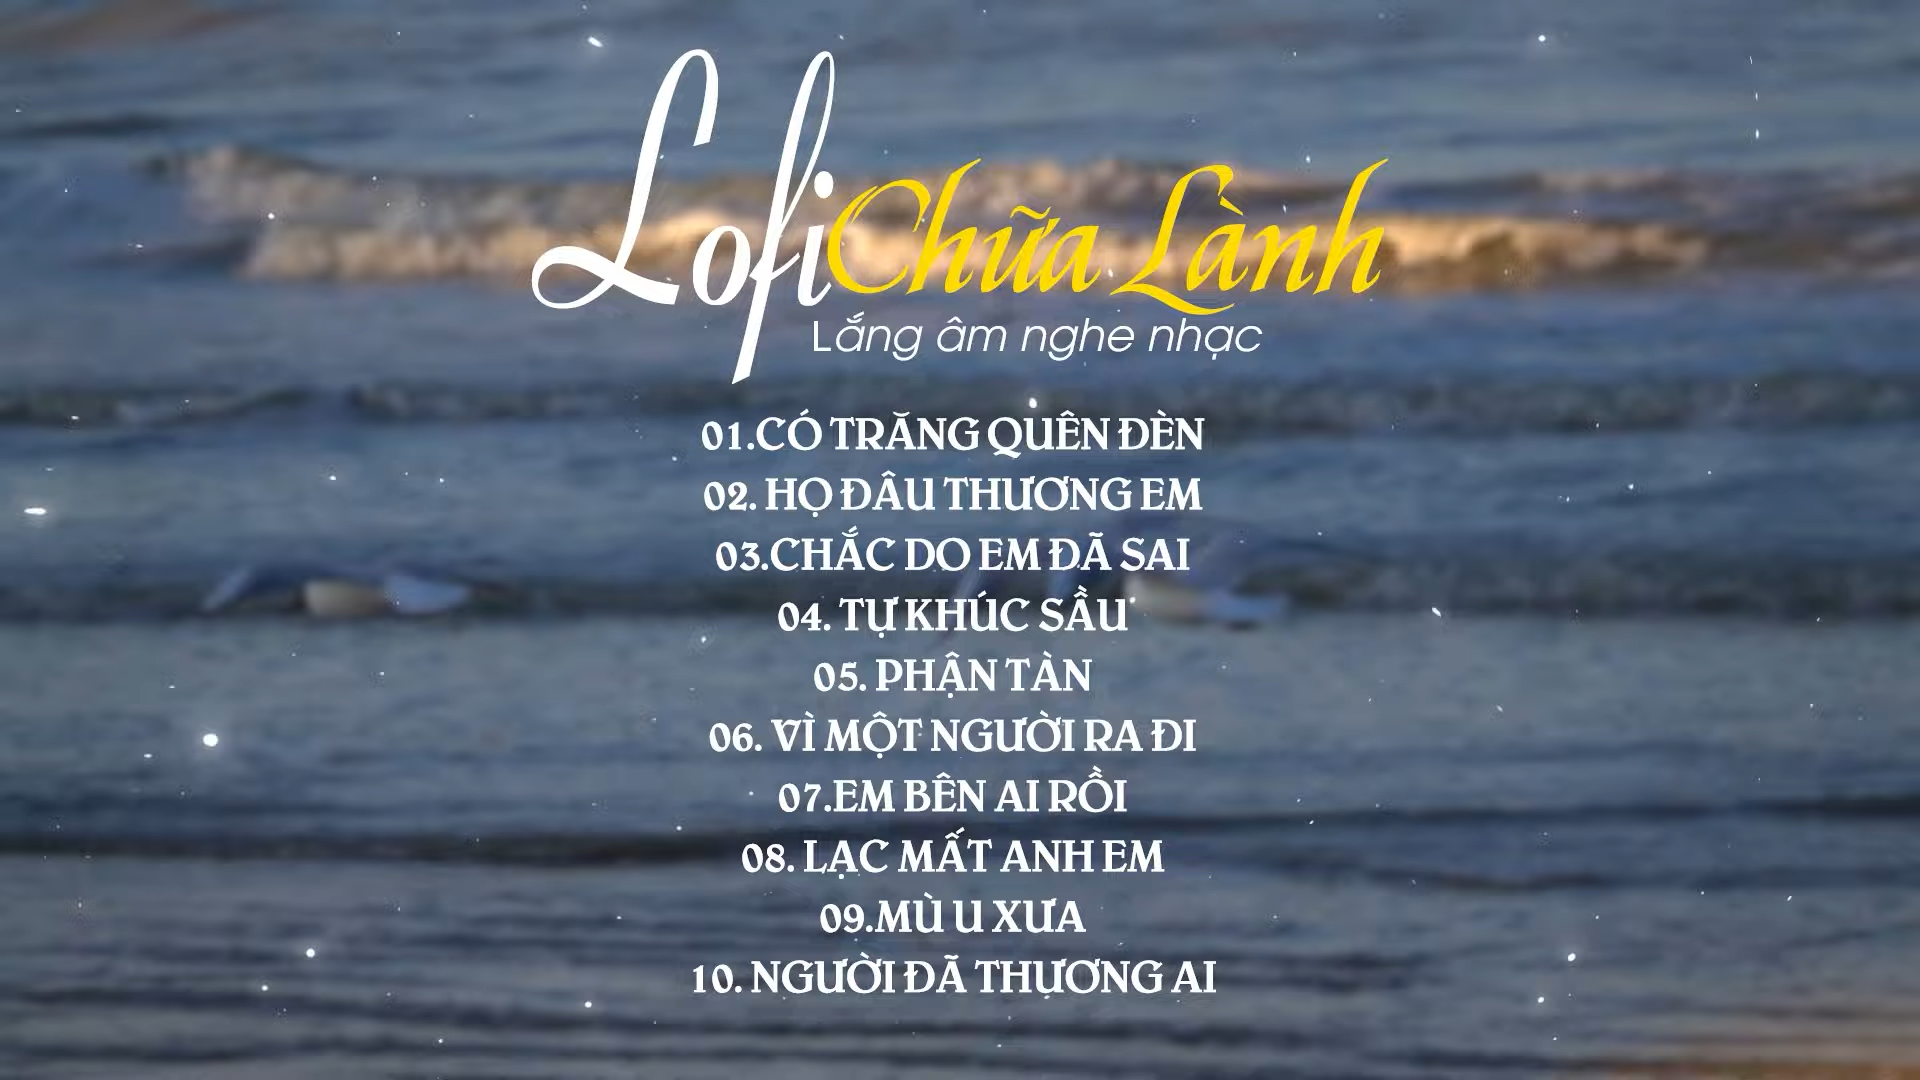 Lofi Chữa Lành
Lắng âm nghe nhạc
01.CÓ TRĂNG QUÊN ĐÈN
02. HỌ ĐÂU THƯƠNG EM
03.CHẮC DO EM ĐÃ SAI
04. TỰ KHÚC SẦU
05. PHẬN TÀN
06. VÌ MỘT NGƯỜI RA ĐI
07.EM BÊN AI RỒI
08. LẠC MẤT ANH EM
09.MÙ U XƯA
10. NGƯỜI ĐÃ THƯƠNG AI